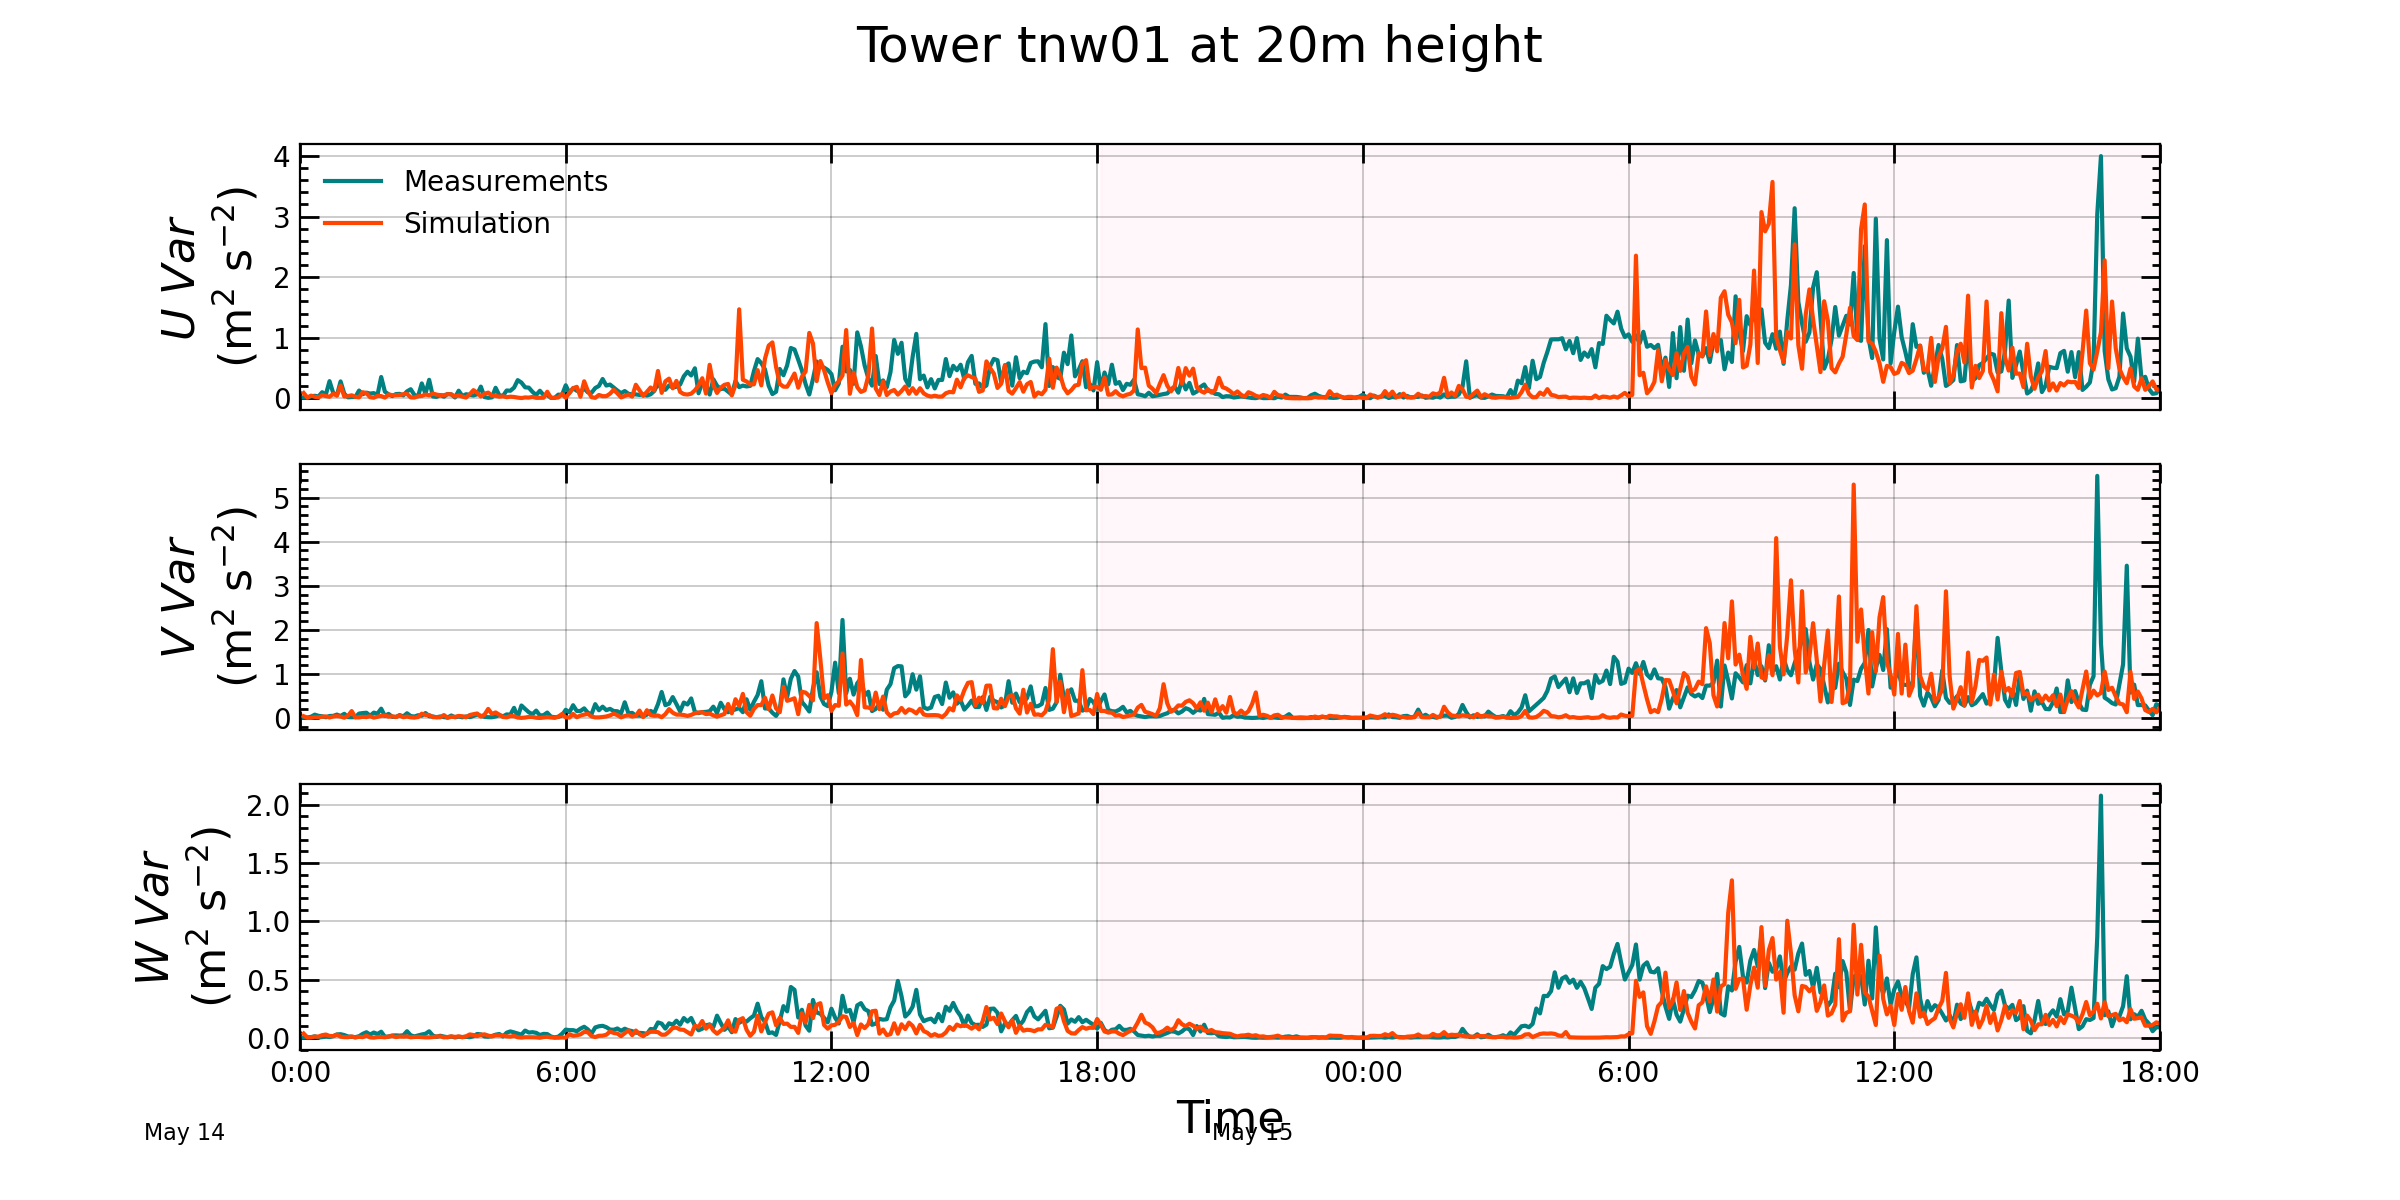 Tower tnw01 at 20m height
U Var
(m² s⁻²)
4
3
2
1
0
Measurements
Simulation
V Var
(m² s⁻²)
5
4
3
2
1
0
W Var
(m² s⁻²)
2.0
1.5
1.0
0.5
0.0
0:00 6:00 12:00 18:00 00:00 6:00 12:00 18:00
Time
May 14 May 15